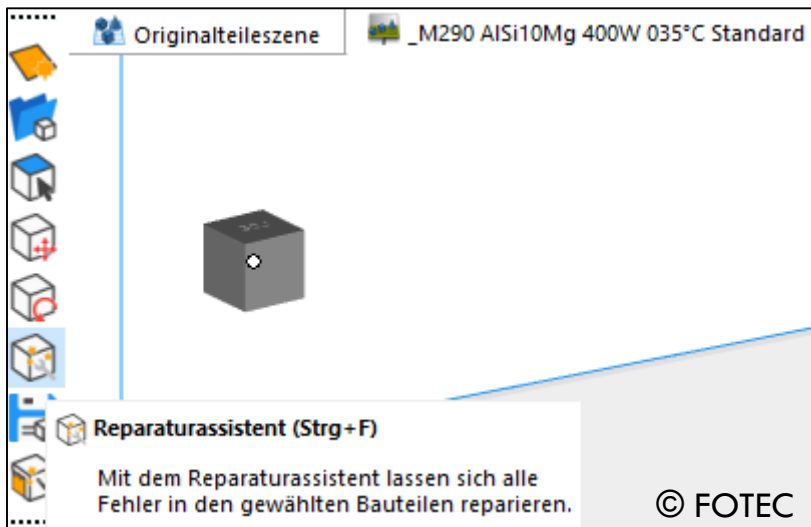 Originalteileszene
_M290 AlSi10Mg 400W 035°C Standard
Reparaturassistent (Strg+F)
Mit dem Reparaturassistent lassen sich alle
Fehler in den gewählten Bauteilen reparieren.
© FOTEC